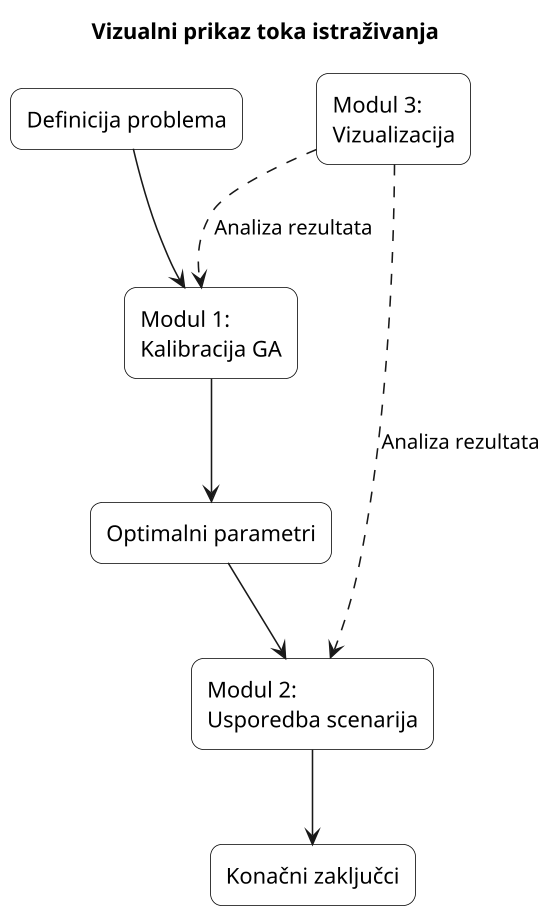 Vizualni prikaz toka istraživanja
Definicija problema
Modul 3:
Vizualizacija
Analiza rezultata
Modul 1:
Kalibracija GA
Analiza rezultata
Optimalni parametri
Modul 2:
Usporedba scenarija
Konačni zaključci